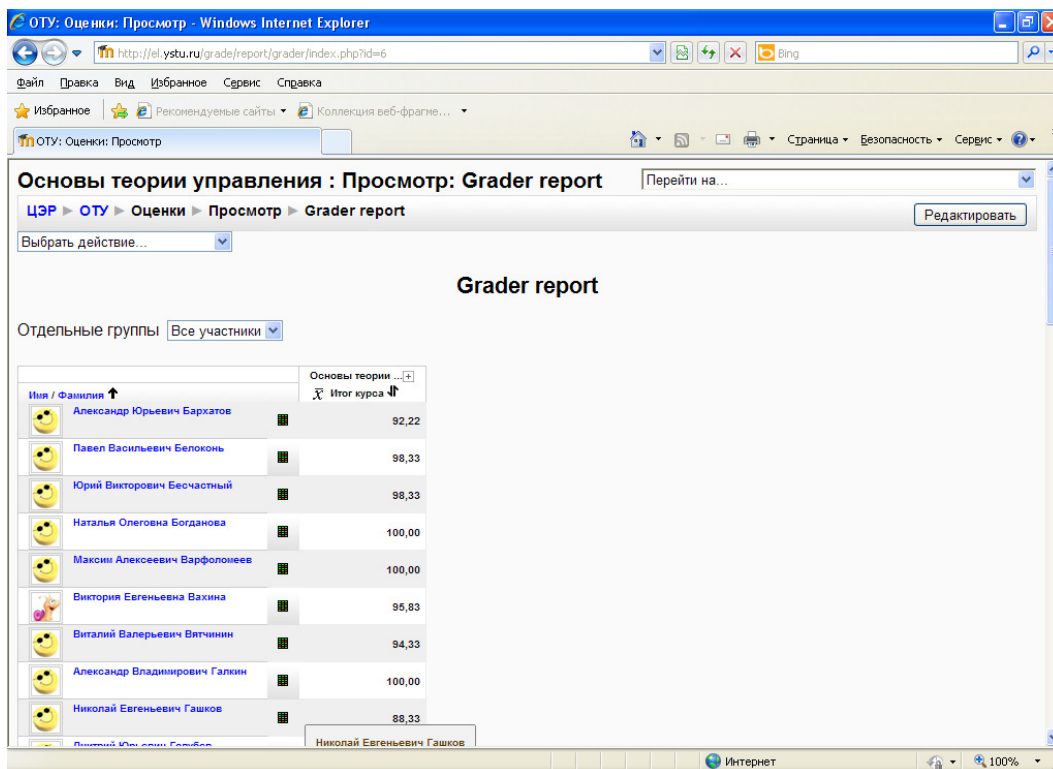 ОТУ: Оценки: Просмотр - Windows Internet Explorer
http://el.ystu.ru/grade/report/grader/index.php?id=6
Bing
Файл Правка Вид Избранное Сервис Справка
Избранное Рекомендуемые сайты Коллекция веб-фрагме...
ОТУ: Оценки: Просмотр
Страница Безопасность Сервис
Основы теории управления : Просмотр: Grader report
Перейти на...
ЦЭР ► ОТУ ► Оценки ► Просмотр ► Grader report
Редактировать
Выбрать действие...
Grader report
Отдельные группы Все участники
Основы теории ...
Имя / Фамилия ↑ x̅ Итог курса
Александр Юрьевич Бархатов 92,22
Павел Васильевич Белоконь 98,33
Юрий Викторович Бесчастный 98,33
Наталья Олеговна Богданова 100,00
Максим Алексеевич Варфоломеев 100,00
Виктория Евгеньевна Вахина 95,83
Виталий Валерьевич Вятчинин 94,33
Александр Владимирович Галкин 100,00
Николай Евгеньевич Гашков 88,33
Николай Евгеньевич Гашков
Интернет
100%